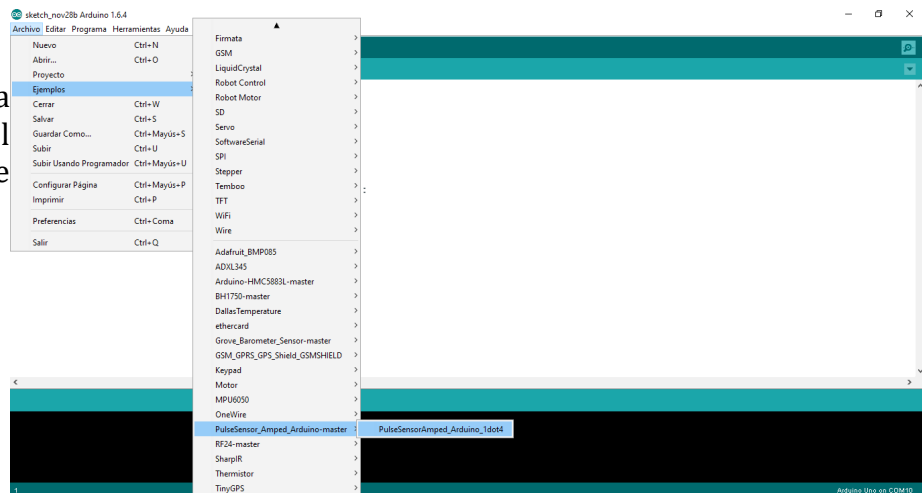 sketch_nov28b Arduino 1.6.4
Archivo Editar Programa Herramientas Ayuda
Nuevo Ctrl+N
Abrir... Ctrl+O
Proyecto
Ejemplos
Cerrar Ctrl+W
Salvar Ctrl+S
Guardar Como... Ctrl+Mayús+S
Subir Ctrl+U
Subir Usando Programador Ctrl+Mayús+U
Configurar Página Ctrl+Mayús+P
Imprimir Ctrl+P
Preferencias Ctrl+Coma
Salir Ctrl+Q
Firmata
GSM
LiquidCrystal
Robot Control
Robot Motor
SD
Servo
SoftwareSerial
SPI
Stepper
Temboo
TFT
WiFi
Wire
Adafruit_BMP085
ADXL345
Arduino-HMC5883L-master
BH1750-master
DallasTemperature
ethercard
Grove_Barometer_Sensor-master
GSM_GPRS_GPS_Shield_GSMSHIELD
Keypad
Motor
MPU6050
OneWire
PulseSensor_Amped_Arduino-master
RF24-master
SharpIR
Thermistor
TinyGPS
PulseSensorAmped_Arduino_1dot4
a
l
e
:
1
Arduino Uno on COM10